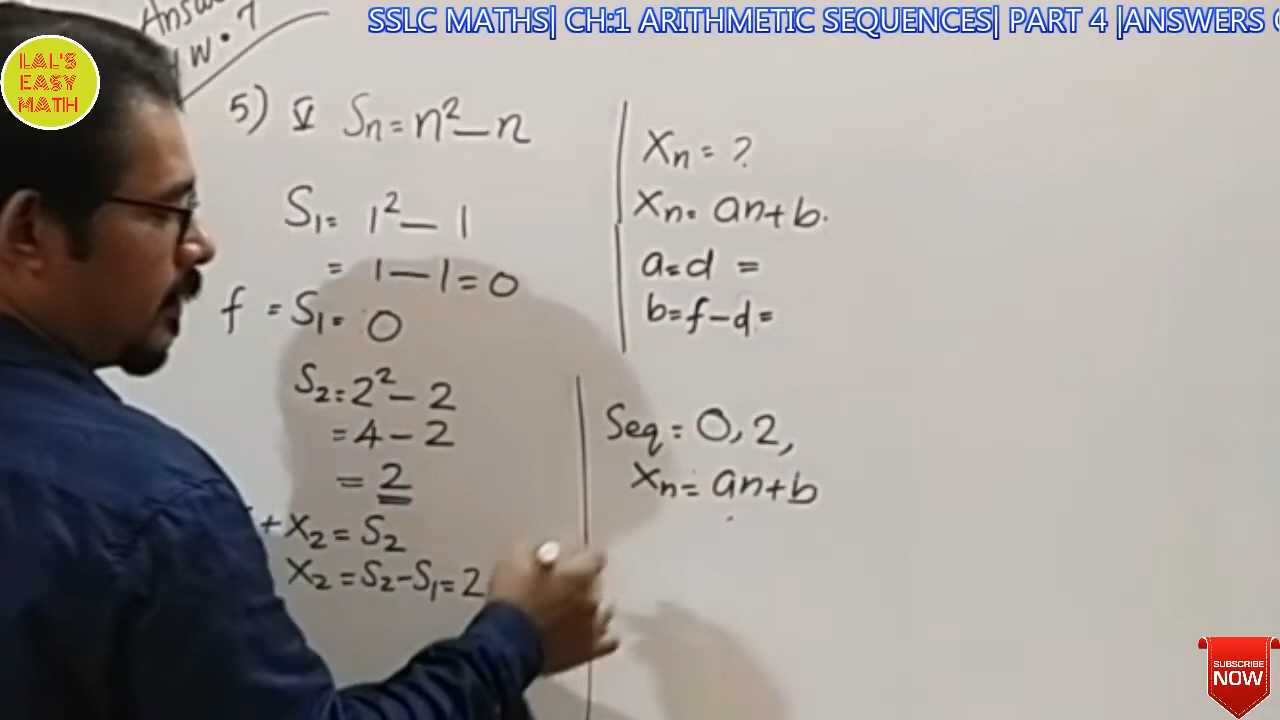 SSLC MATHS| CH:1 ARITHMETIC SEQUENCES| PART 4 |ANSWERS
LAL'S
EASY
MATH
W • 7
5) V Sn = n² - n
S1 = 1² - 1
= 1 - 1 = 0
f = S1 = 0
S2 = 2² - 2
= 4 - 2
= 2
+ x2 = S2
x2 = S2 - S1 = 2
xn = ?
xn = an + b.
a = d =
b = f - d =
Seq = 0, 2,
xn = an + b
SUBSCRIBE
NOW